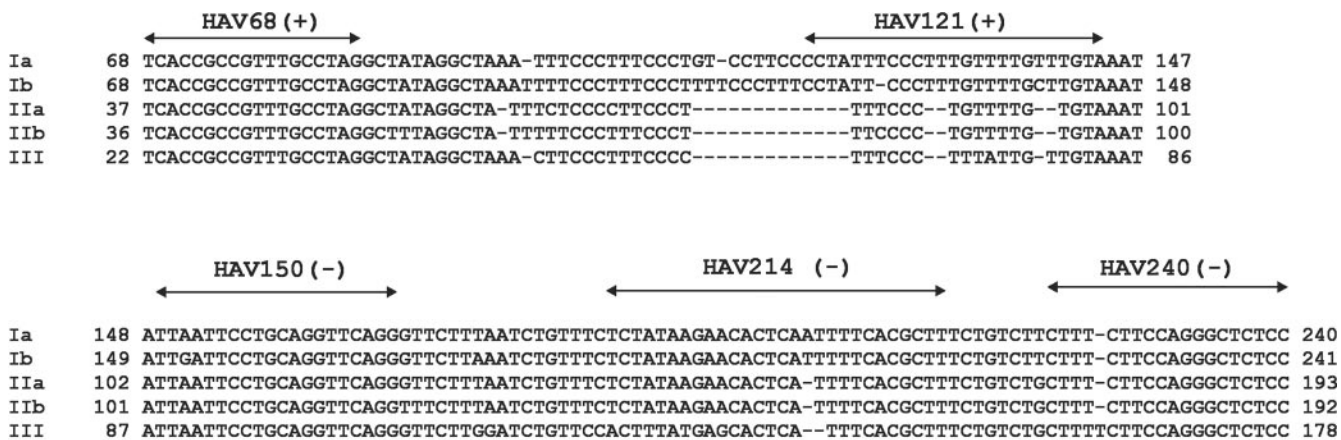 HAV68(+) HAV121(+)
Ia 68 TCACCGCCGTTTGCCTAGGCTATAGGCTAAA-TTTCCCTTTCCCTGT-CCTTCCCCTATTTCCCTTTGTTTTGTTTGTAAAT 147
Ib 68 TCACCGCCGTTTGCCTAGGCTATAGGCTAAATTTTCCCTTTCCCTTTTCCCTTTCCTATT-CCCTTTGTTTTGCTTGTAAAT 148
IIa 37 TCACCGCCGTTTGCCTAGGCTATAGGCTA-TTTCTCCCCTTCCCT-------------TTTCCC--TGTTTTG--TGTAAAT 101
IIb 36 TCACCGCCGTTTGCCTAGGCTTTAGGCTA-TTTTTCCCTTTCCCT-------------TTCCCC--TGTTTTG--TGTAAAT 100
III 22 TCACCGCCGTTTGCCTAGGCTATAGGCTAAA-CTTCCCTTTCCCC-------------TTTCCC--TTTATTG-TTGTAAAT 86
HAV150(-) HAV214 (-) HAV240(-)
Ia 148 ATTAATTCCTGCAGGTTCAGGGTTCTTTAATCTGTTTCTCTATAAGAACACTCAATTTTCACGCTTTCTGTCTTCTTT-CTTCCAGGGCTCTCC 240
Ib 149 ATTGATTCCTGCAGGTTCAGGGTTCTTAAATCTGTTTCTCTATAAGAACACTCATTTTTCACGCTTTCTGTCTTCTTT-CTTCCAGGGCTCTCC 241
IIa 102 ATTAATTCCTGCAGGTTCAGGGTTCTTTAATCTGTTTCTCTATAAGAACACTCA-TTTTCACGCTTTCTGTCTGCTTT-CTTCCAGGGCTCTCC 193
IIb 101 ATTAATTCCTGCAGGTTCAGGTTTCTTTAATCTGTTTCTCTATAAGAACACTCA-TTTTCACGCTTTCTGTCTGCTTT-CTTCCAGGGCTCTCC 192
III 87 ATTAATTCCTGCAGGTTCAGGGTTCTTGGATCTGTTTCCACTTTATGAGCACTCA--TTTCACGCTTTCTGTCTGCTTTTCTTCCAGGGCTCTCC 178